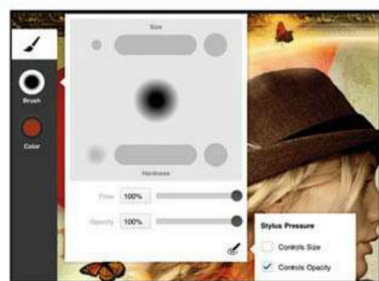 Size
Brush
Color
Hardness
Flow 100%
Opacity 100%
Stylus Pressure
Controls Size
Controls Opacity